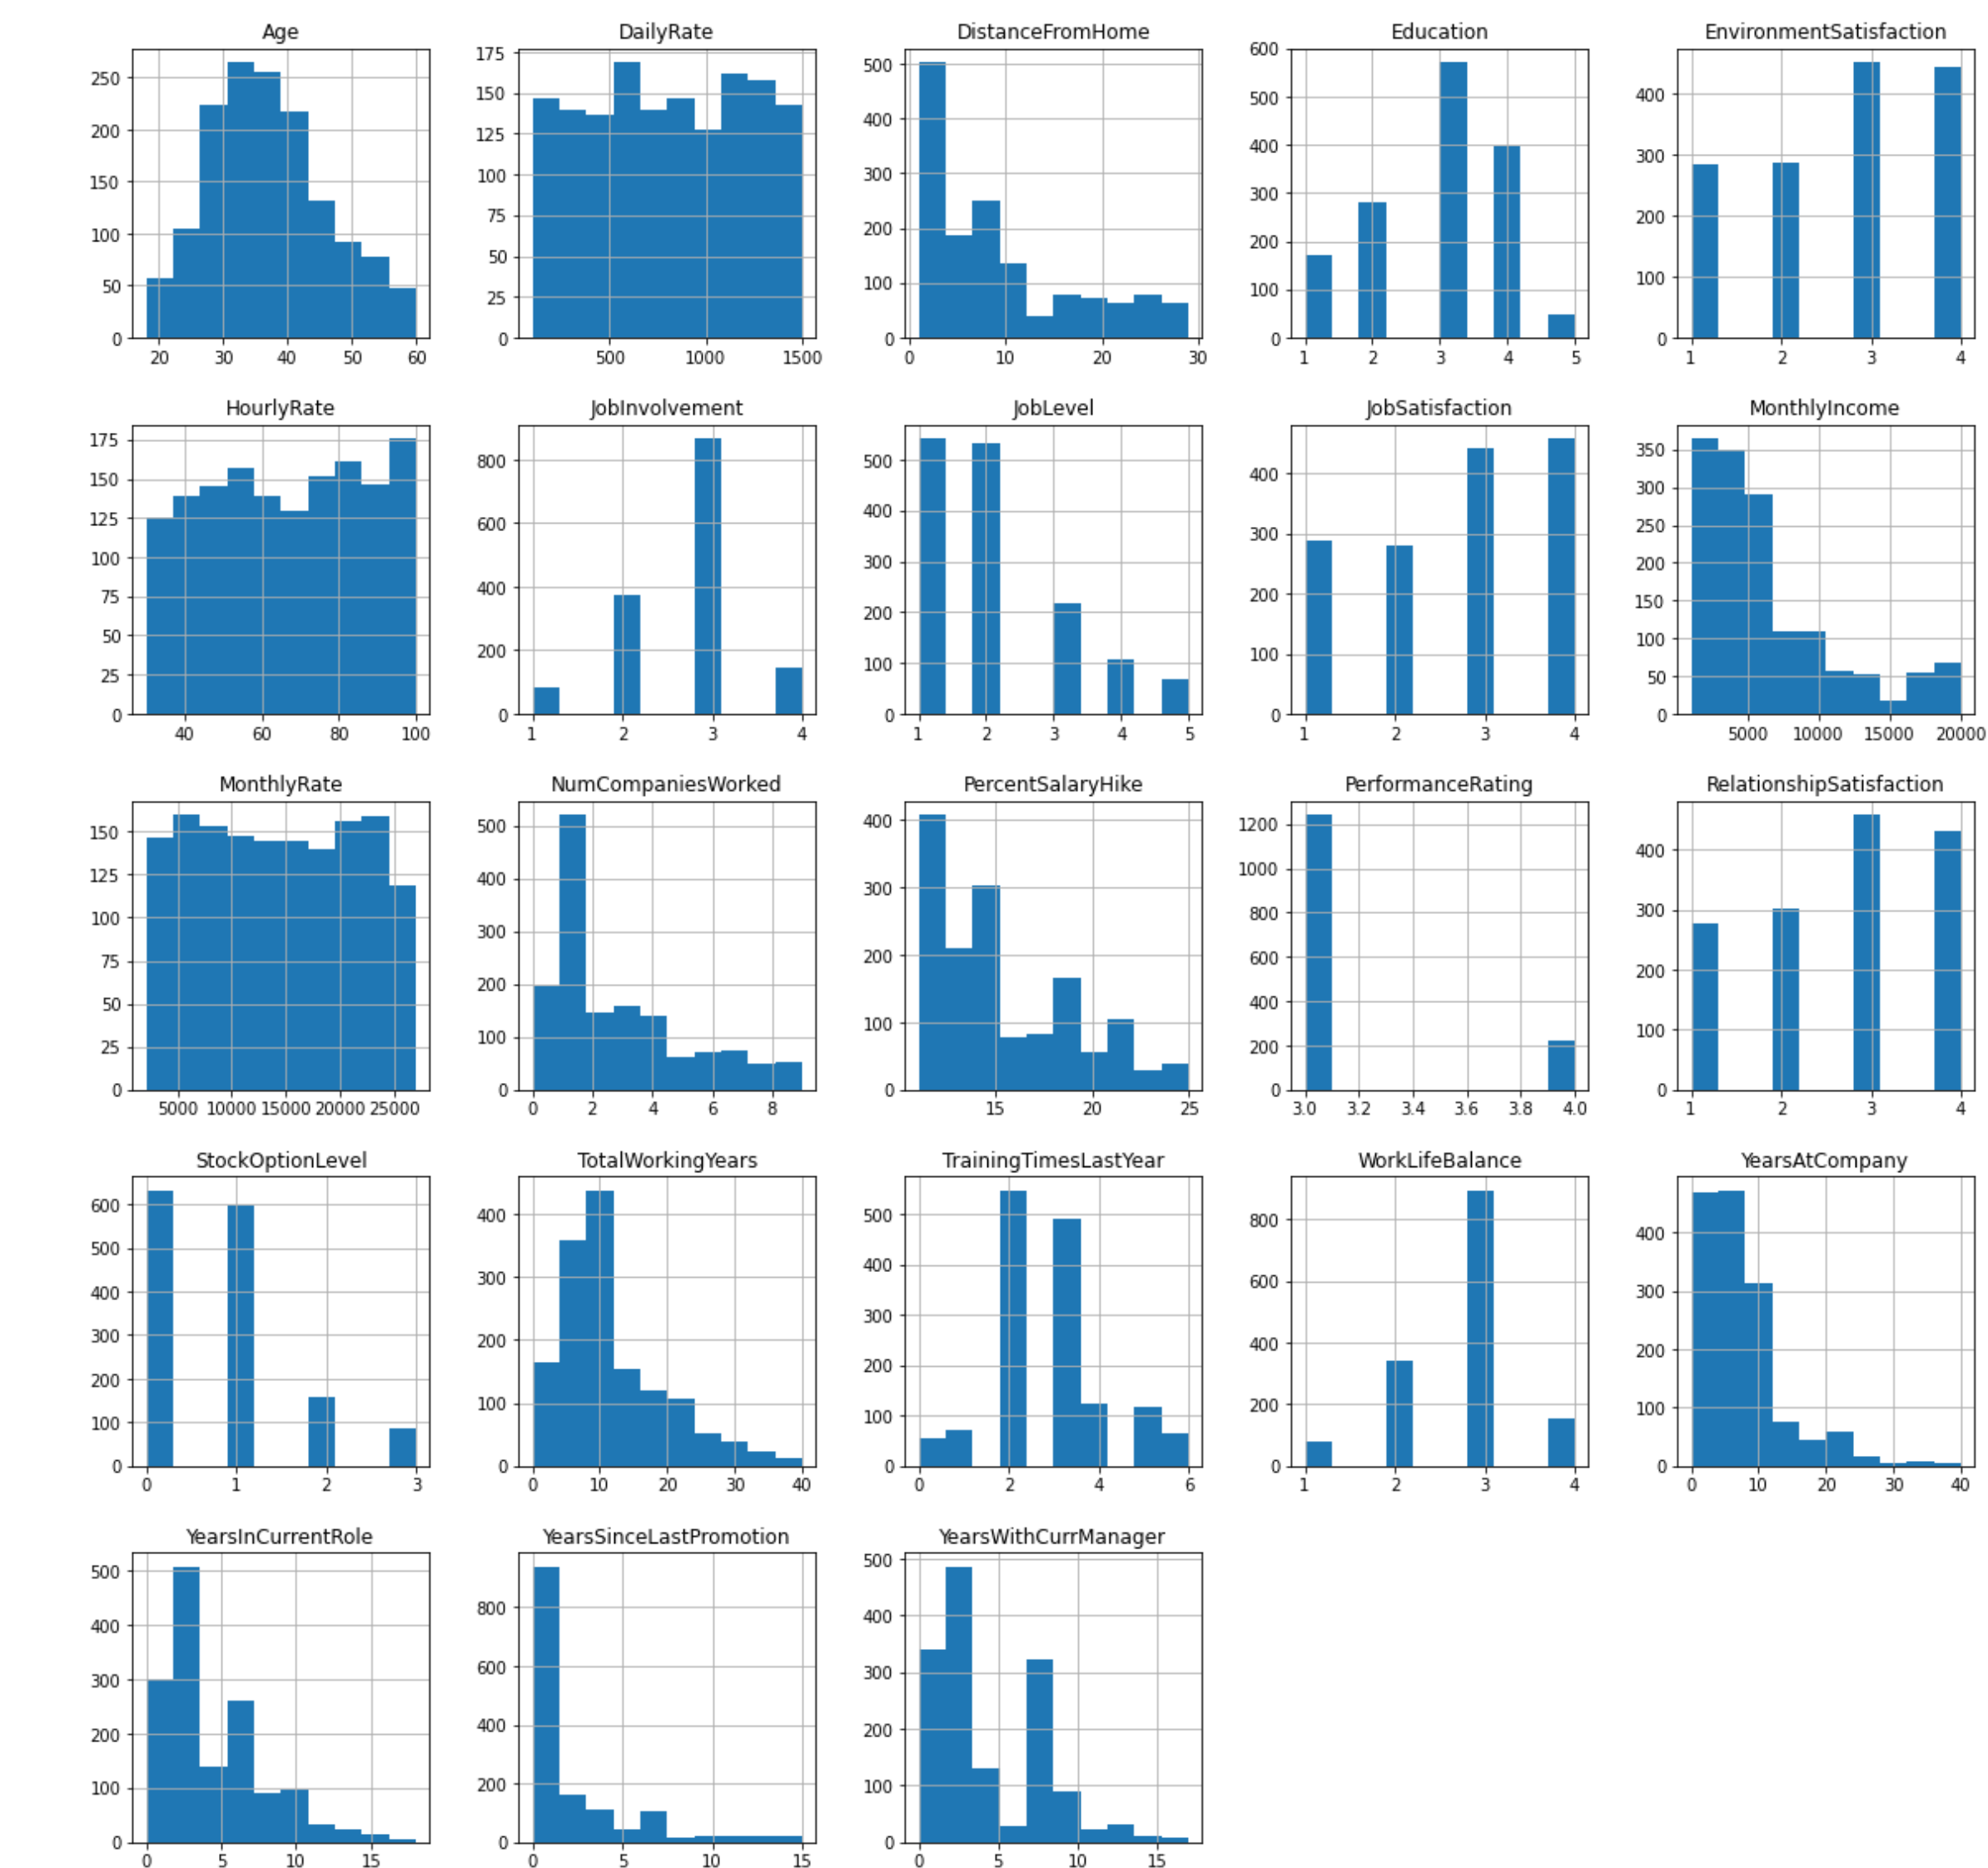 Age DailyRate DistanceFromHome Education EnvironmentSatisfaction
250 200 150 100 50 0
20 30 40 50 60
175 150 125 100 75 50 25 0
500 1000 1500
500 400 300 200 100 0
0 10 20 30
600 500 400 300 200 100 0
1 2 3 4 5
400 300 200 100 0
1 2 3 4
HourlyRate JobInvolvement JobLevel JobSatisfaction MonthlyIncome
175 150 125 100 75 50 25 0
40 60 80 100
800 600 400 200 0
1 2 3 4
500 400 300 200 100 0
1 2 3 4 5
400 300 200 100 0
1 2 3 4
350 300 250 200 150 100 50 0
5000 10000 15000 20000
MonthlyRate NumCompaniesWorked PercentSalaryHike PerformanceRating RelationshipSatisfaction
150 125 100 75 50 25 0
5000 10000 15000 20000 25000
500 400 300 200 100 0
0 2 4 6 8
400 300 200 100 0
15 20 25
1200 1000 800 600 400 200 0
3.0 3.2 3.4 3.6 3.8 4.0
400 300 200 100 0
1 2 3 4
StockOptionLevel TotalWorkingYears TrainingTimesLastYear WorkLifeBalance YearsAtCompany
600 500 400 300 200 100 0
0 1 2 3
400 300 200 100 0
0 10 20 30 40
500 400 300 200 100 0
0 2 4 6
800 600 400 200 0
1 2 3 4
400 300 200 100 0
0 10 20 30 40
YearsInCurrentRole YearsSinceLastPromotion YearsWithCurrManager
500 400 300 200 100 0
0 5 10 15
800 600 400 200 0
0 5 10 15
500 400 300 200 100 0
0 5 10 15